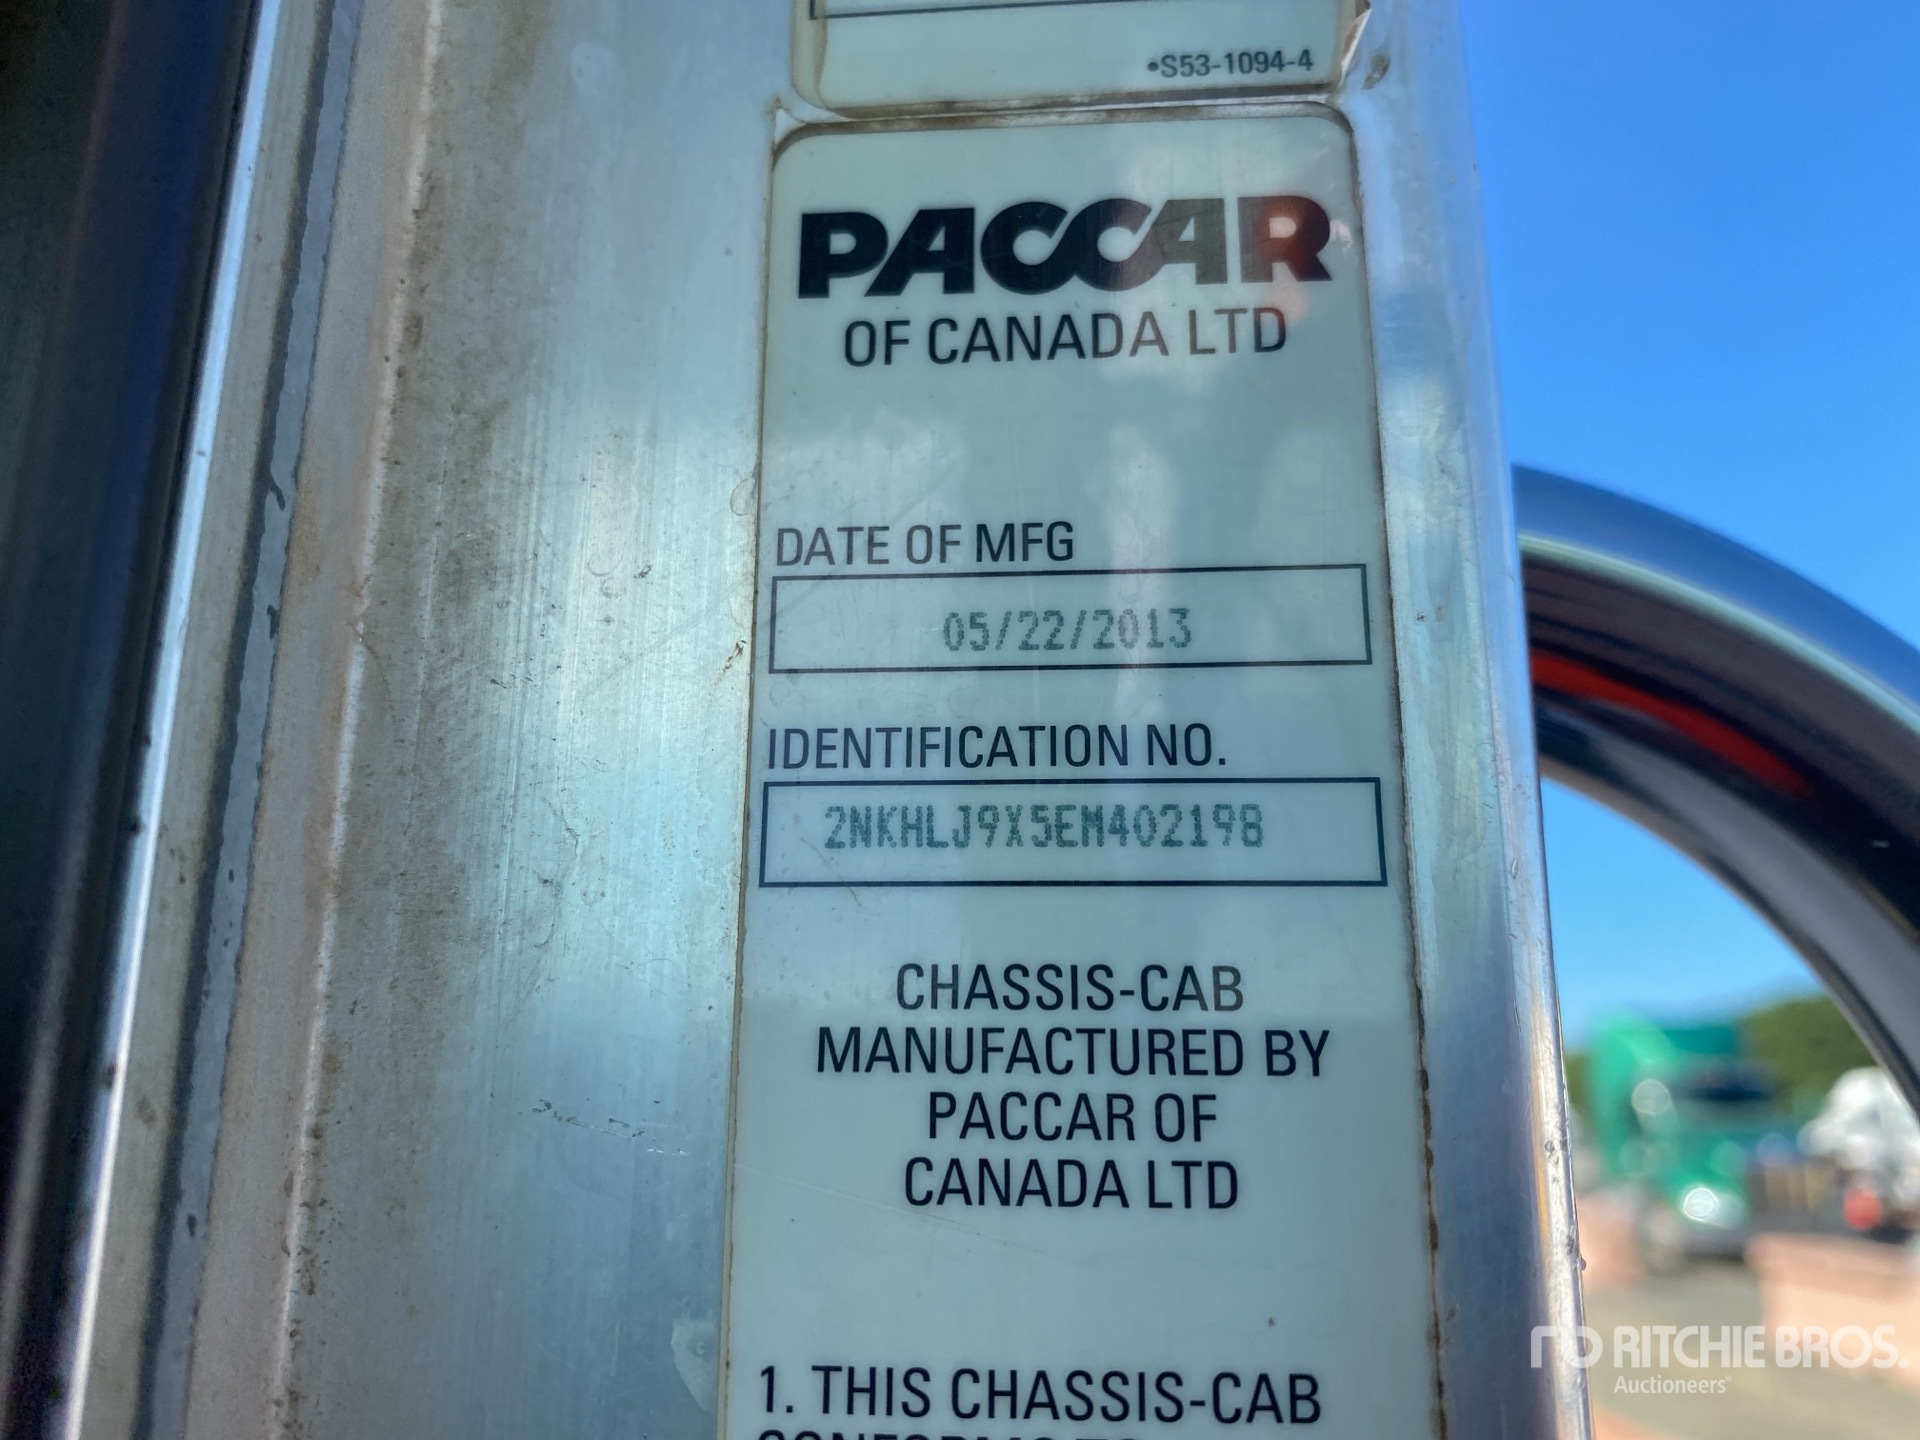 •S53-1094-4
PACCAR
OF CANADA LTD
DATE OF MFG
05/22/2013
IDENTIFICATION NO.
2NKHLJ9X5EM402198
CHASSIS-CAB
MANUFACTURED BY
PACCAR OF
CANADA LTD
1. THIS CHASSIS-CAB
RITCHIE BROS.
Auctioneers